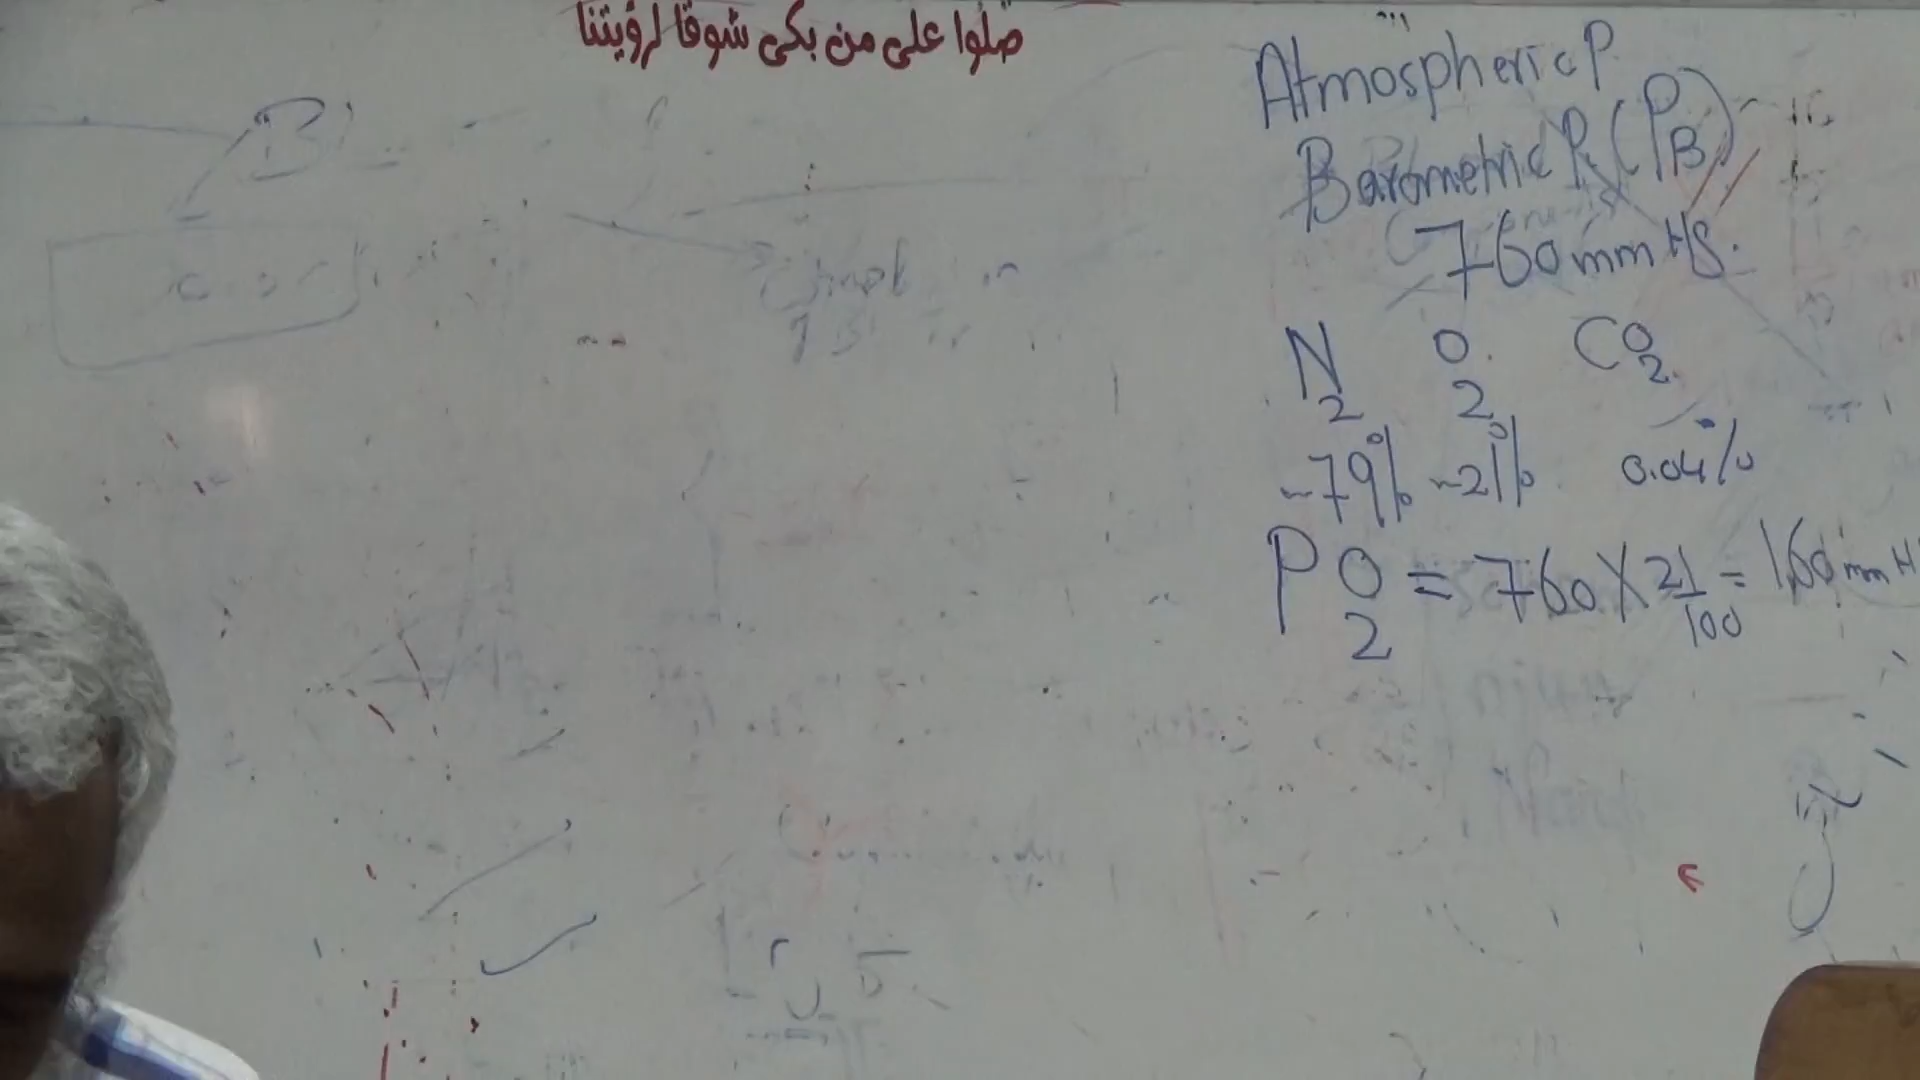 صلوا على من بكى شوقا لرؤيتنا
Atmospheric P.
Barometric P. (PB)
760 mm Hg.
N2 O2 CO2
~79% ~21% 0.04%
PO2 = 760 X 21/100 = 160 mm H